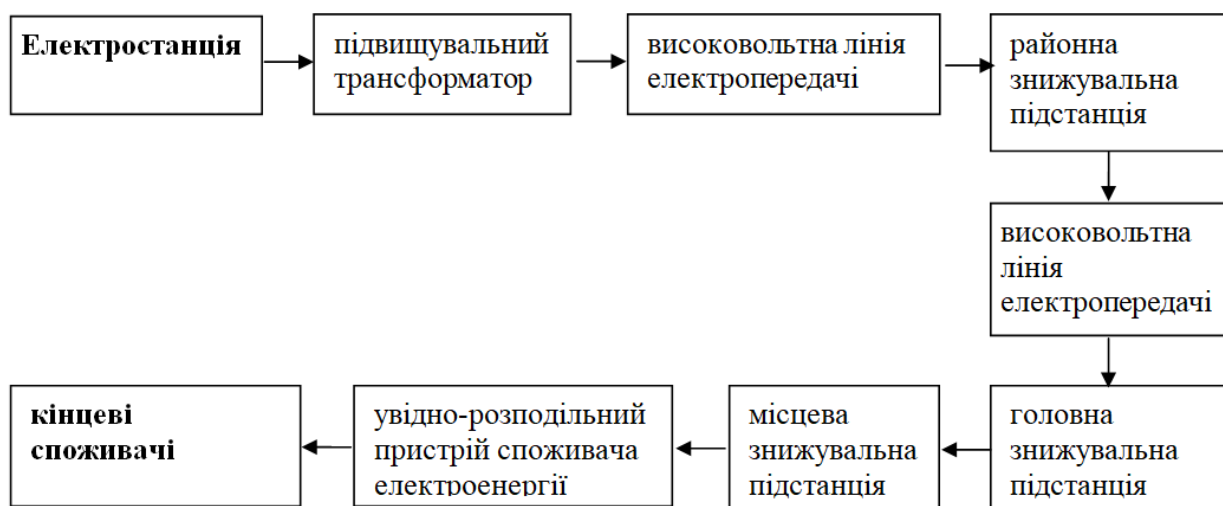 Електростанція
підвищувальний
трансформатор
високовольтна лінія
електропередачі
районна
знижувальна
підстанція
високовольтна
лінія
електропередачі
головна
знижувальна
підстанція
місцева
знижувальна
підстанція
увідно-розподільний
пристрій споживача
електроенергії
кінцеві
споживачі